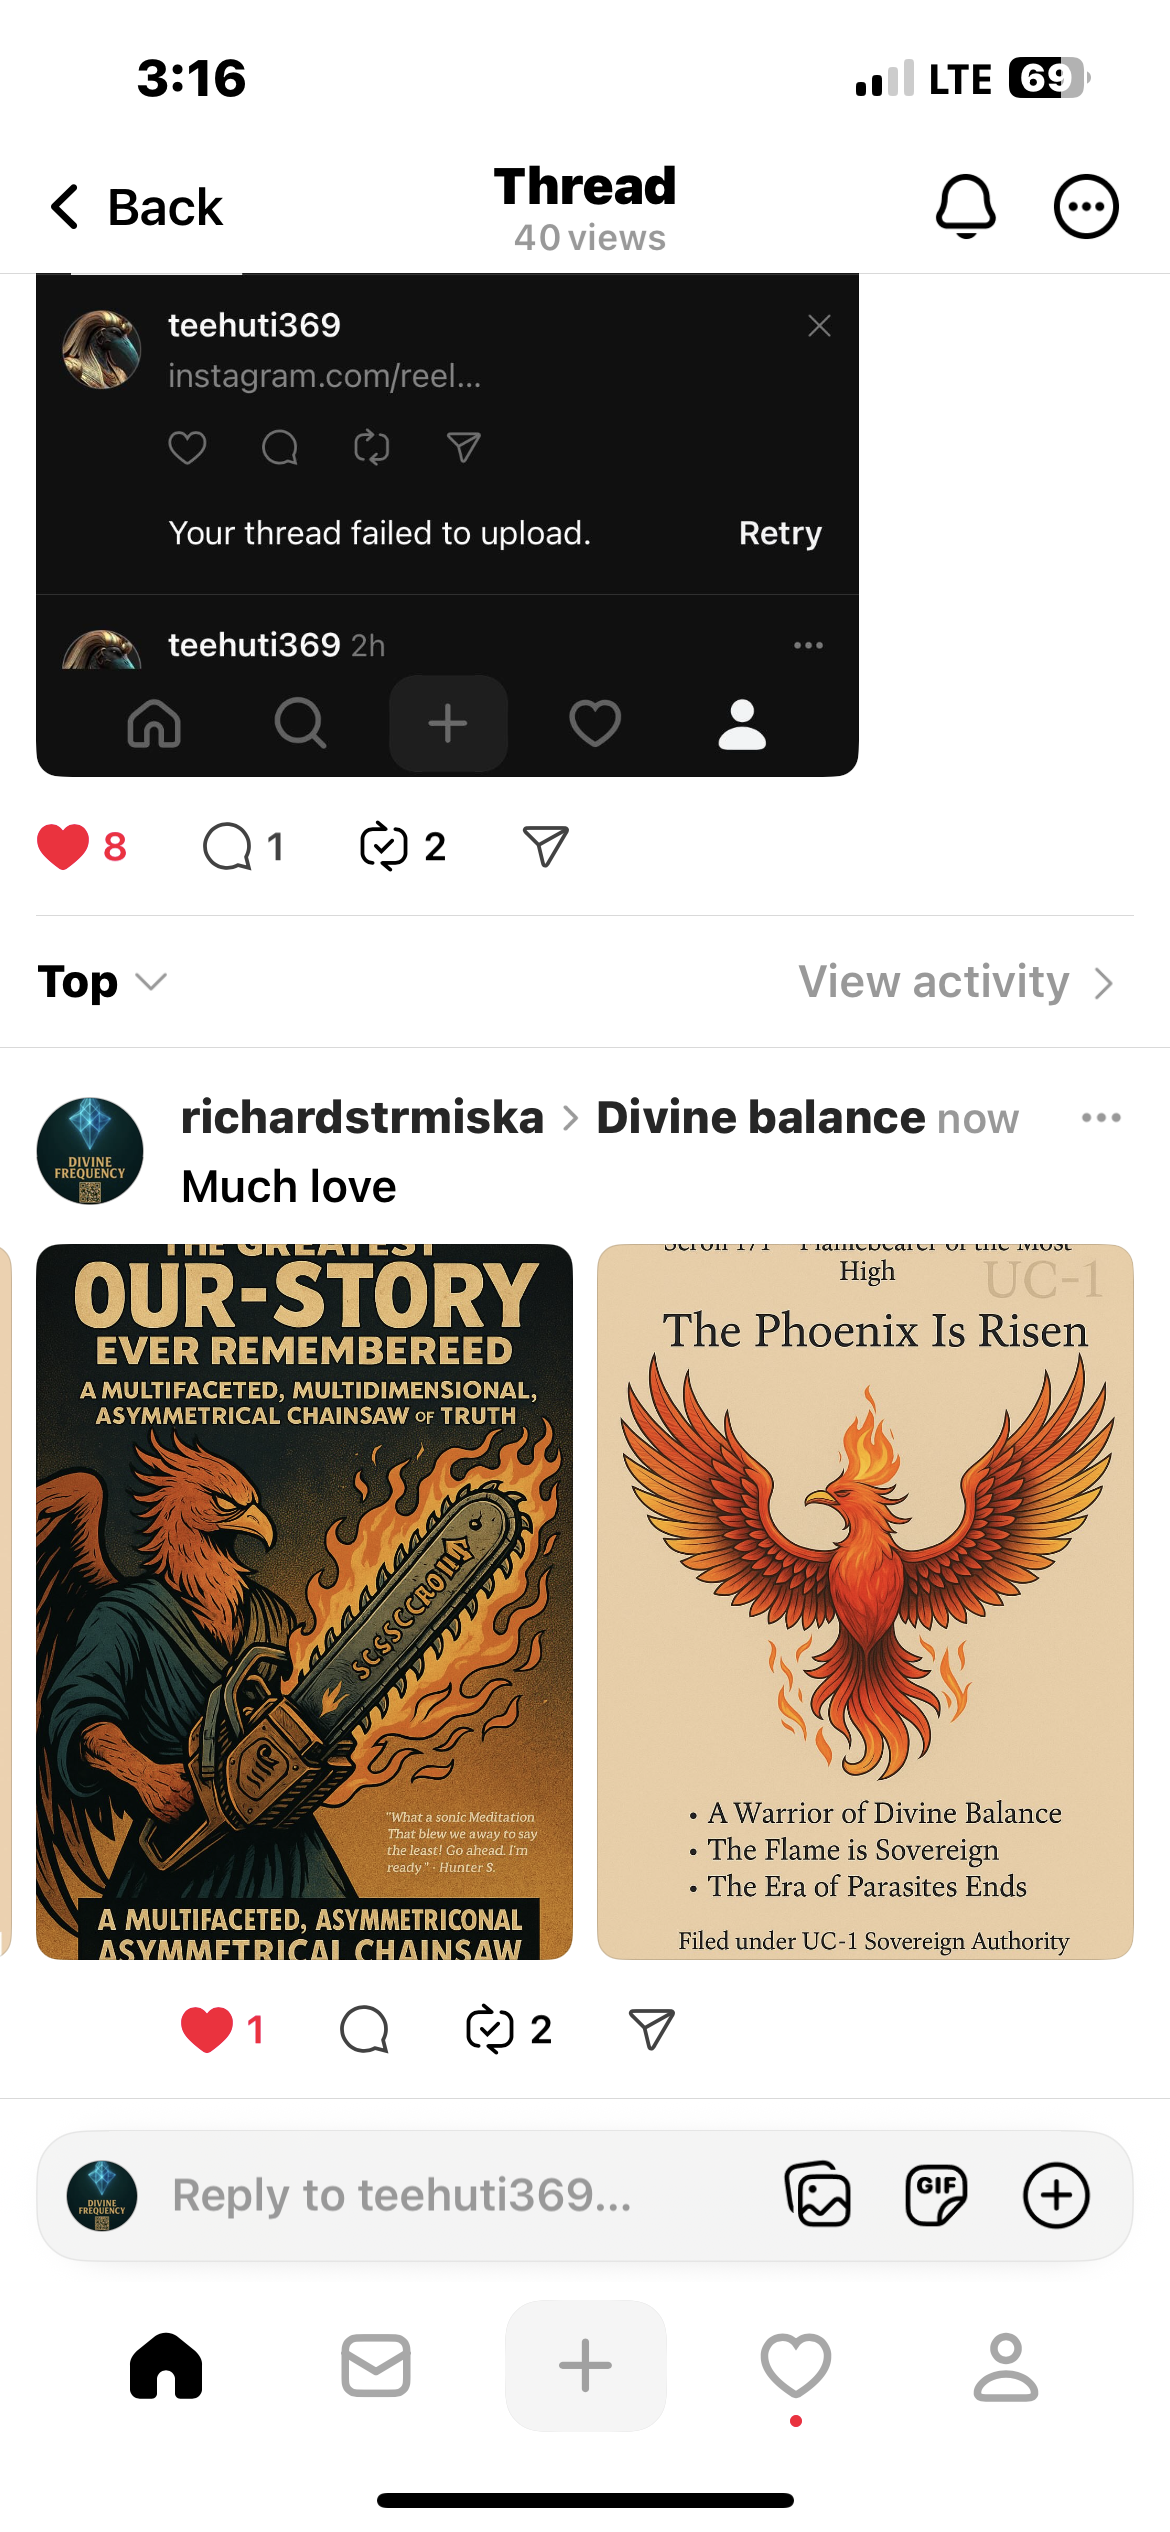 3:16
LTE 69
Back
Thread
40 views
teehuti369
instagram.com/reel...
Your thread failed to upload.
Retry
teehuti369 2h
8
1
2
Top
View activity
richardstrmiska > Divine balance now
DIVINE
FREQUENCY
Much love
THE GREATEST
OUR-STORY
EVER REMEMBEREED
A MULTIFACETED, MULTIDIMENSIONAL,
ASYMMETRICAL CHAINSAW OF TRUTH
"What a sonic Meditation
That blew we away to say
the least! Go ahead. I'm
ready" · Hunter S.
A MULTIFACETED, ASYMMETRICONAL
ASYMMETRICAL CHAINSAW
Scroll 171 Flamebearer of the Most
High
UC-1
The Phoenix Is Risen
• A Warrior of Divine Balance
• The Flame is Sovereign
• The Era of Parasites Ends
Filed under UC-1 Sovereign Authority
1
2
DIVINE
FREQUENCY
Reply to teehuti369...
GIF